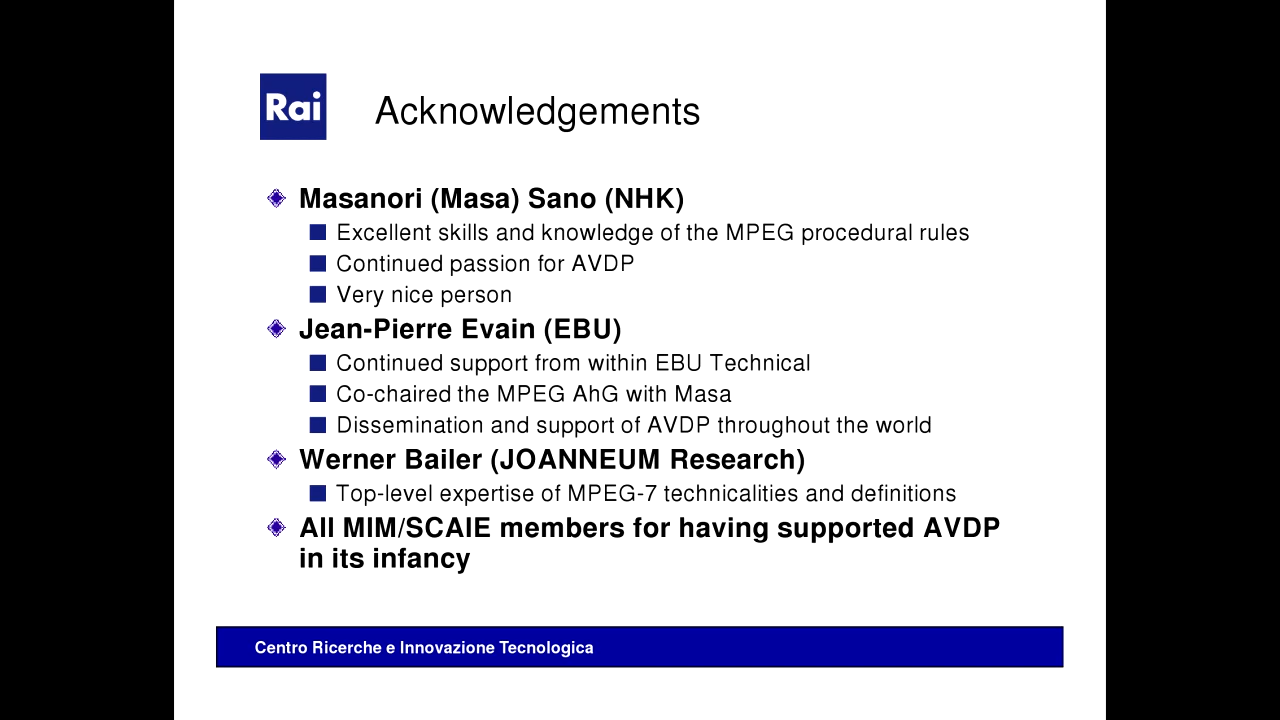 Rai
Acknowledgements
Masanori (Masa) Sano (NHK)
Excellent skills and knowledge of the MPEG procedural rules
Continued passion for AVDP
Very nice person
Jean-Pierre Evain (EBU)
Continued support from within EBU Technical
Co-chaired the MPEG AhG with Masa
Dissemination and support of AVDP throughout the world
Werner Bailer (JOANNEUM Research)
Top-level expertise of MPEG-7 technicalities and definitions
All MIM/SCAIE members for having supported AVDP
in its infancy
Centro Ricerche e Innovazione Tecnologica